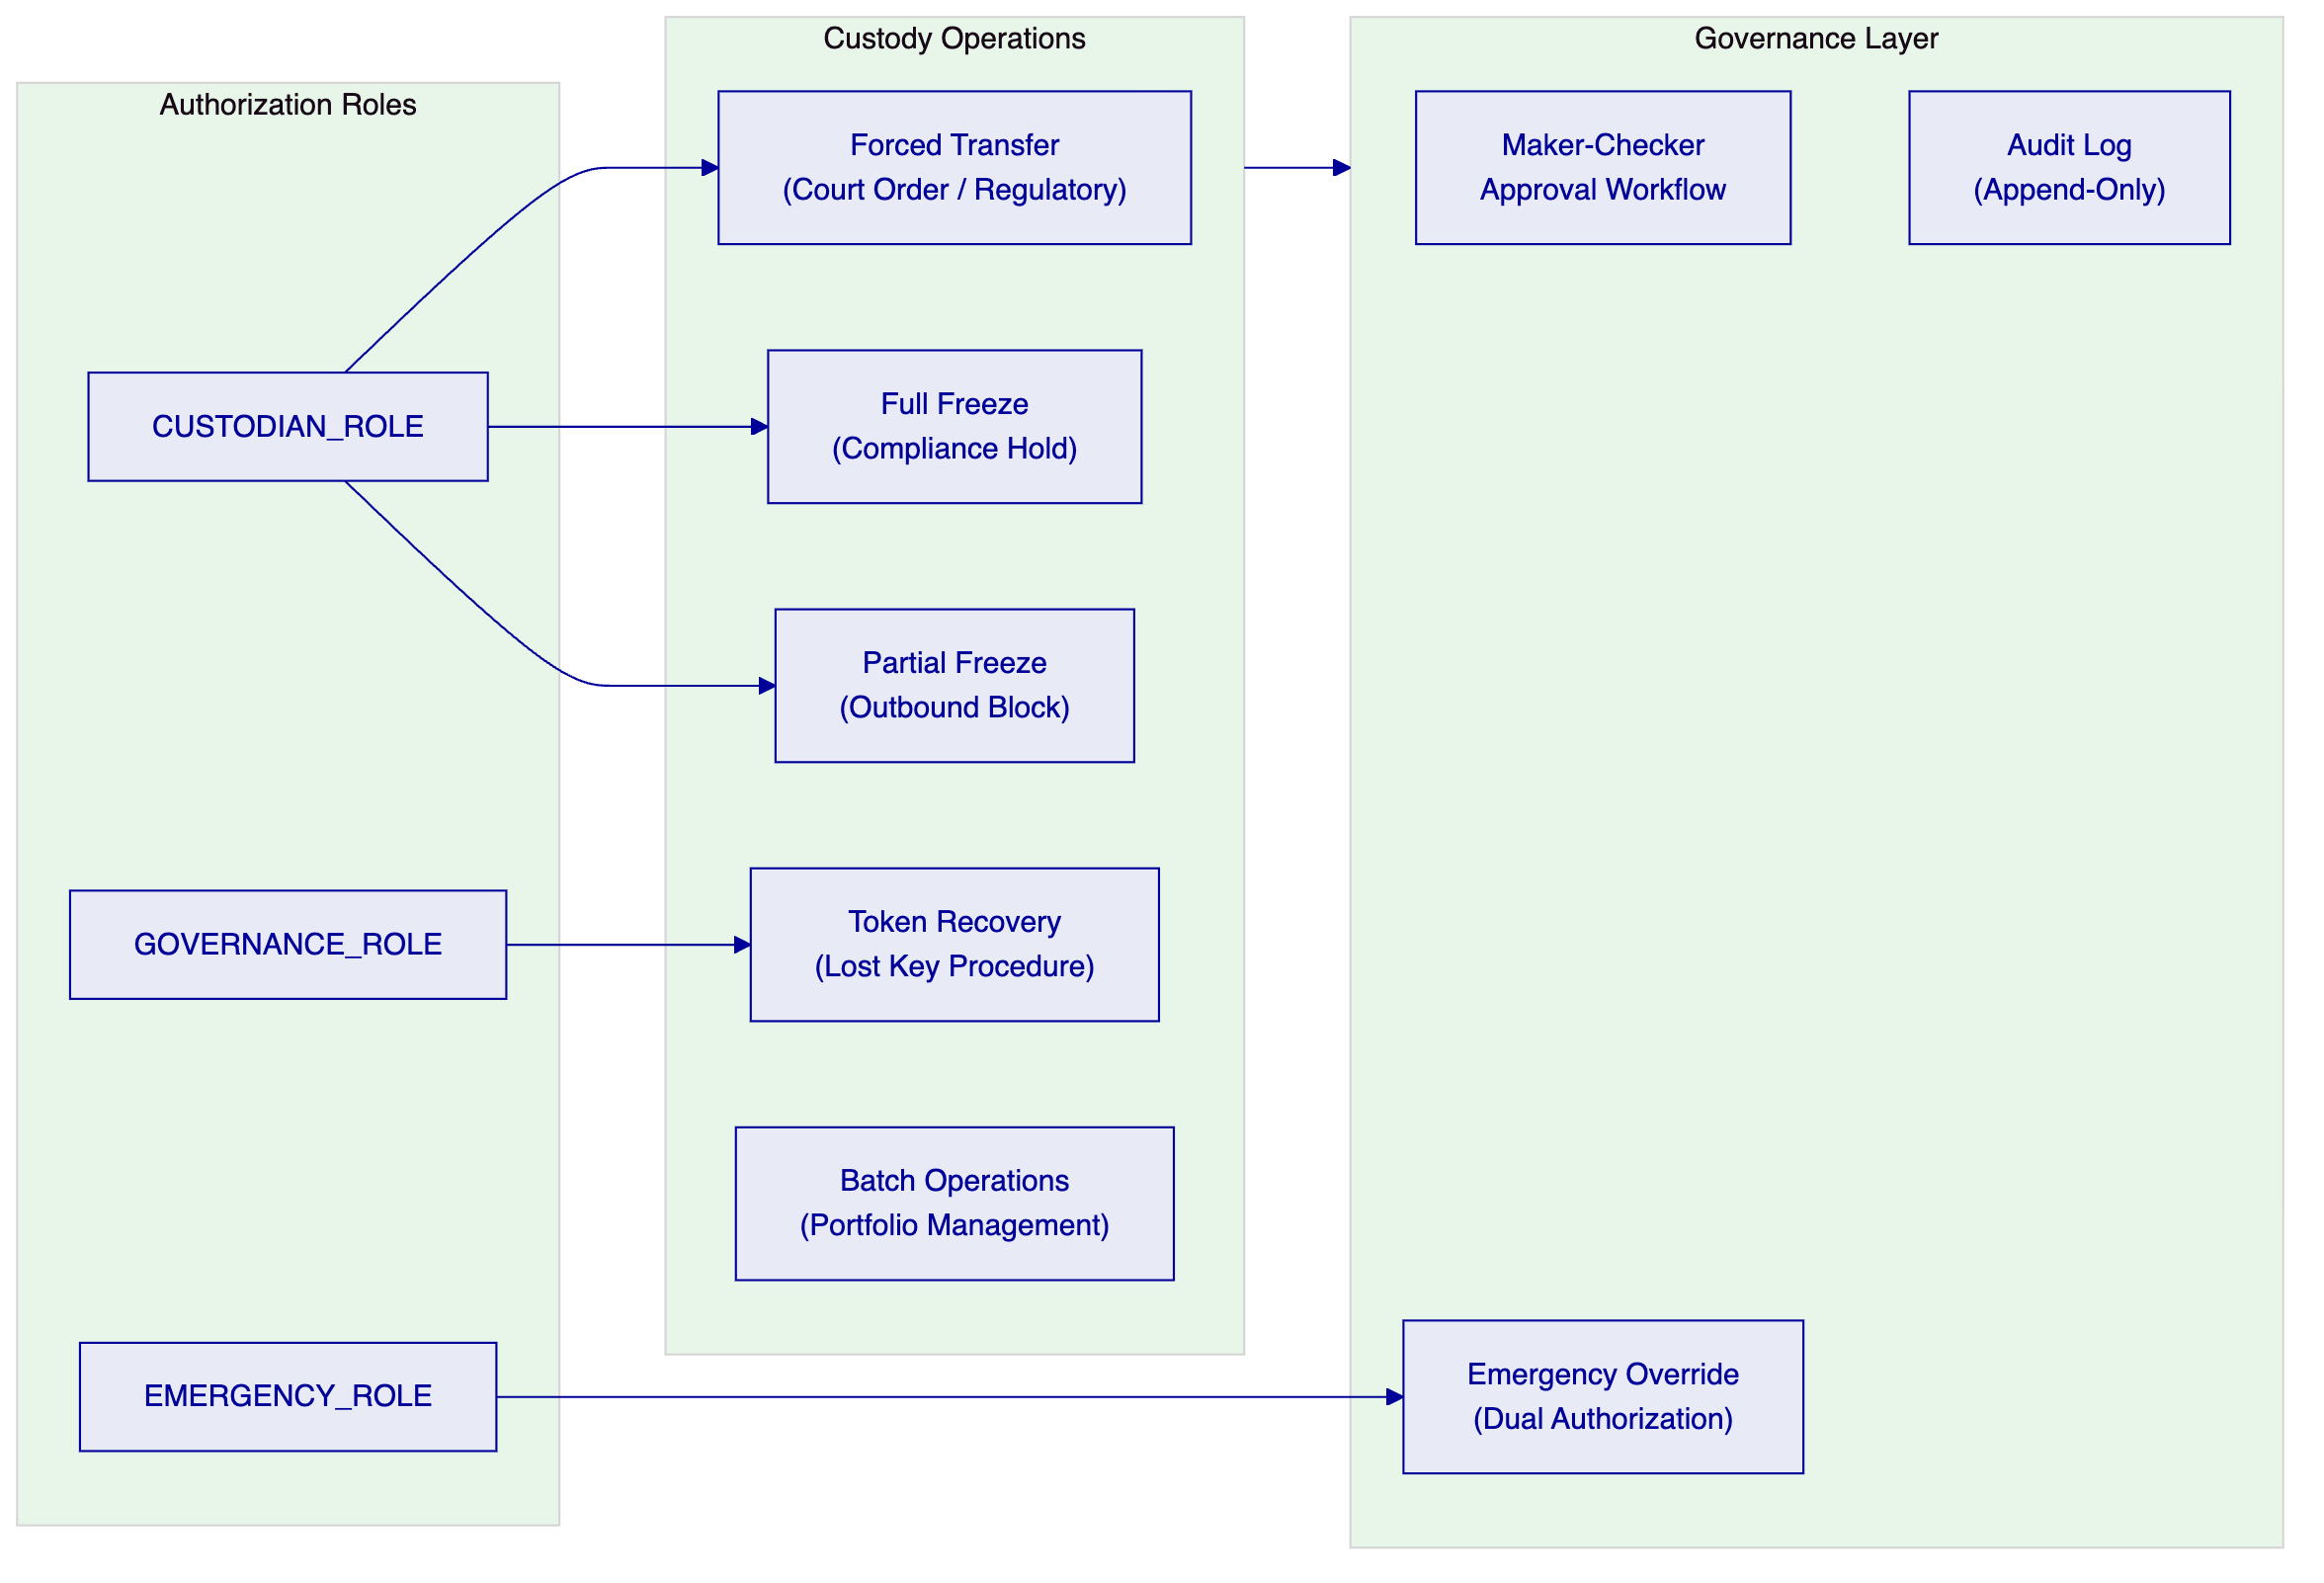 Authorization Roles
CUSTODIAN_ROLE
GOVERNANCE_ROLE
EMERGENCY_ROLE
Custody Operations
Forced Transfer
(Court Order / Regulatory)
Full Freeze
(Compliance Hold)
Partial Freeze
(Outbound Block)
Token Recovery
(Lost Key Procedure)
Batch Operations
(Portfolio Management)
Governance Layer
Maker-Checker
Approval Workflow
Audit Log
(Append-Only)
Emergency Override
(Dual Authorization)